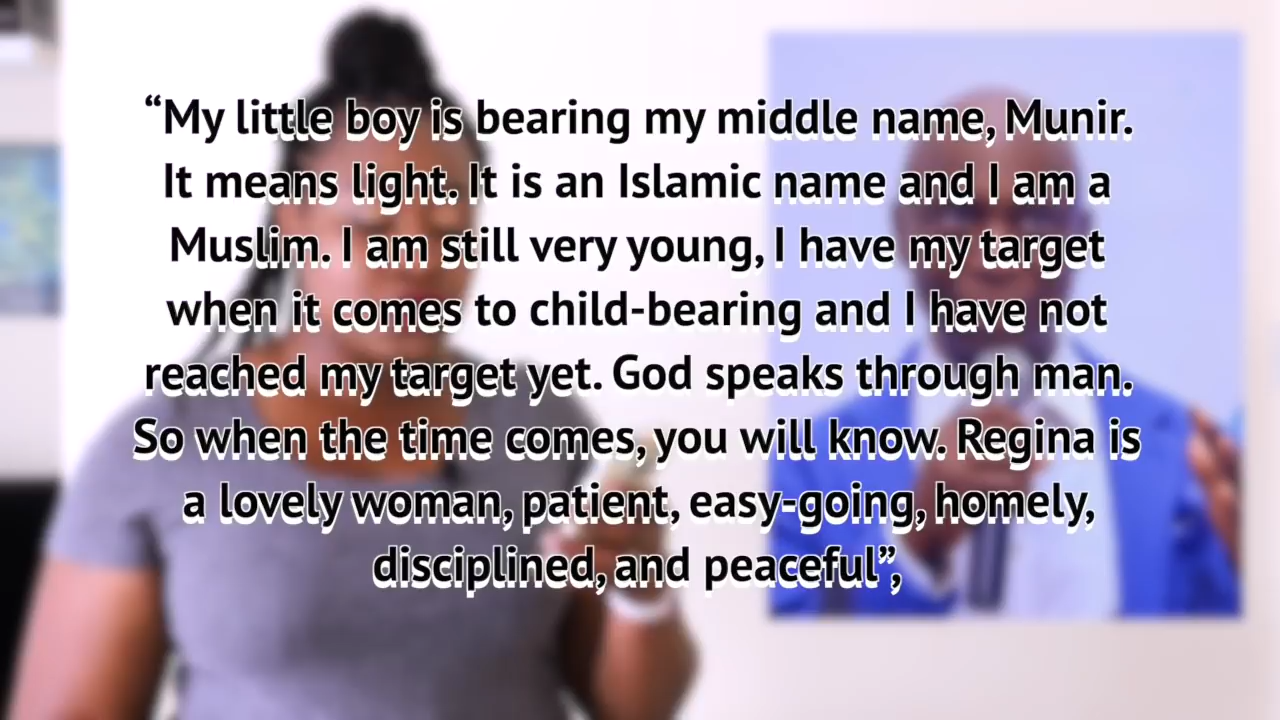 “My little boy is bearing my middle name, Munir.
It means light. It is an Islamic name and I am a
Muslim. I am still very young, I have my target
when it comes to child-bearing and I have not
reached my target yet. God speaks through man.
So when the time comes, you will know. Regina is
a lovely woman, patient, easy-going, homely,
disciplined, and peaceful”,